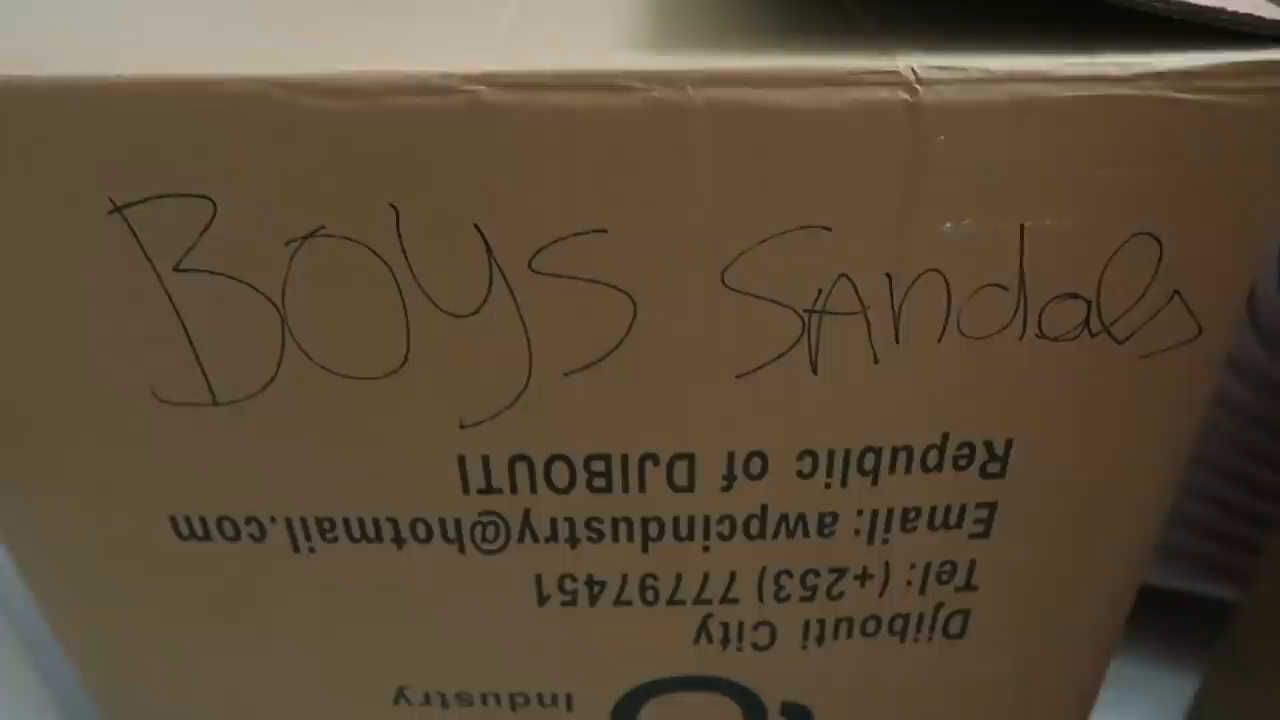 BOYS SAndals
Industry
Djibouti City
Tel: (+253) 77797451
Email: awpcindustry@hotmail.com
Republic of DJIBOUTI